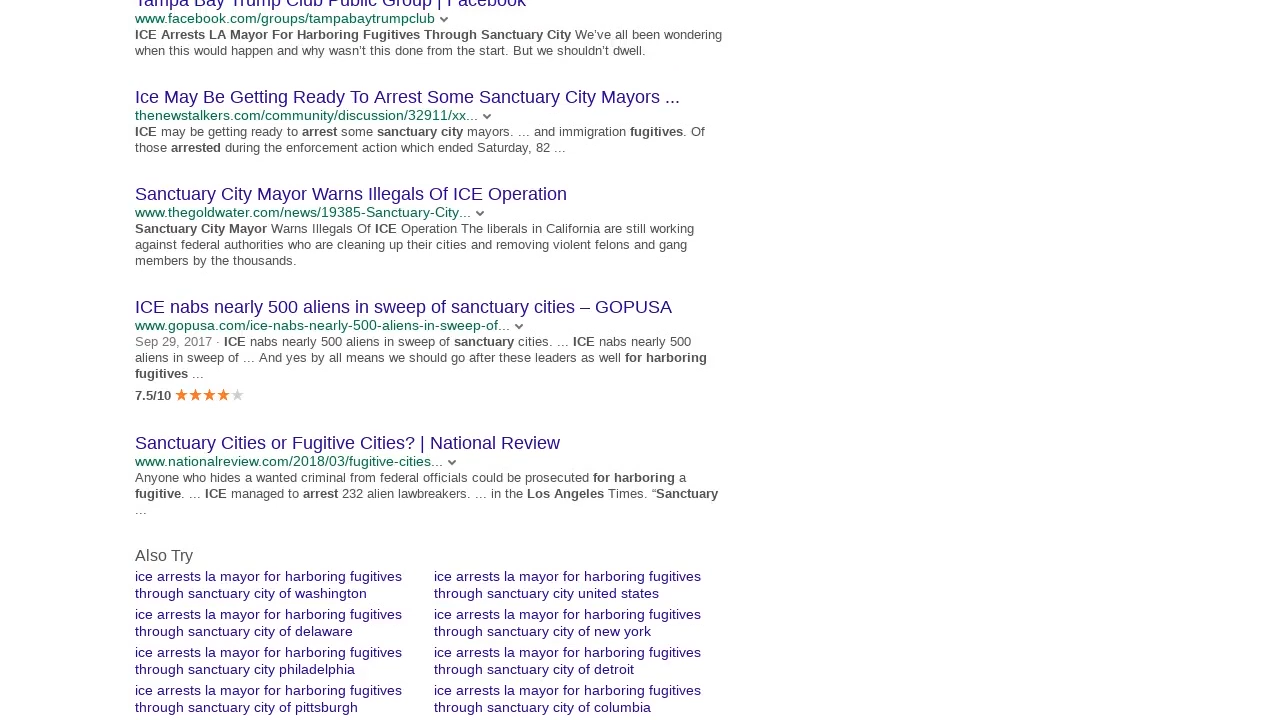 Tampa Bay Trump Club Public Group | Facebook
www.facebook.com/groups/tampabaytrumpclub
ICE Arrests LA Mayor For Harboring Fugitives Through Sanctuary City We've all been wondering
when this would happen and why wasn't this done from the start. But we shouldn't dwell.
Ice May Be Getting Ready To Arrest Some Sanctuary City Mayors ...
thenewstalkers.com/community/discussion/32911/xx...
ICE may be getting ready to arrest some sanctuary city mayors. ... and immigration fugitives. Of
those arrested during the enforcement action which ended Saturday, 82 ...
Sanctuary City Mayor Warns Illegals Of ICE Operation
www.thegoldwater.com/news/19385-Sanctuary-City...
Sanctuary City Mayor Warns Illegals Of ICE Operation The liberals in California are still working
against federal authorities who are cleaning up their cities and removing violent felons and gang
members by the thousands.
ICE nabs nearly 500 aliens in sweep of sanctuary cities – GOPUSA
www.gopusa.com/ice-nabs-nearly-500-aliens-in-sweep-of...
Sep 29, 2017 · ICE nabs nearly 500 aliens in sweep of sanctuary cities. ... ICE nabs nearly 500
aliens in sweep of ... And yes by all means we should go after these leaders as well for harboring
fugitives ...
7.5/10
Sanctuary Cities or Fugitive Cities? | National Review
www.nationalreview.com/2018/03/fugitive-cities...
Anyone who hides a wanted criminal from federal officials could be prosecuted for harboring a
fugitive. ... ICE managed to arrest 232 alien lawbreakers. ... in the Los Angeles Times. “Sanctuary
...
Also Try
ice arrests la mayor for harboring fugitives
through sanctuary city of washington
ice arrests la mayor for harboring fugitives
through sanctuary city united states
ice arrests la mayor for harboring fugitives
through sanctuary city of delaware
ice arrests la mayor for harboring fugitives
through sanctuary city of new york
ice arrests la mayor for harboring fugitives
through sanctuary city philadelphia
ice arrests la mayor for harboring fugitives
through sanctuary city of detroit
ice arrests la mayor for harboring fugitives
through sanctuary city of pittsburgh
ice arrests la mayor for harboring fugitives
through sanctuary city of columbia